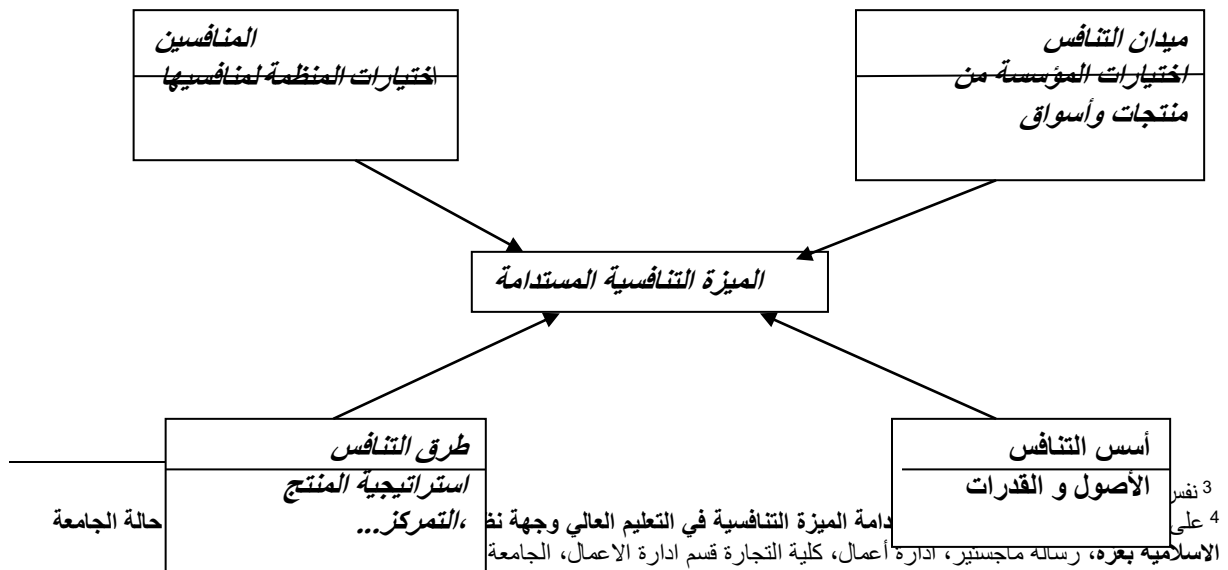 ميدان التنافس
اختيارات المؤسسة من
منتجات وأسواق
المنافسين
اختيارات المنظمة لمنافسيها
الميزة التنافسية المستدامة
أسس التنافس
الأصول و القدرات
طرق التنافس
استراتيجية المنتج
،التمركز...
3 نفس
4 على دامة الميزة التنافسية في التعليم العالي وجهة حالة الجامعة
الاسلامية بغزة، رسالة ماجستير، ادارة أعمال، كلية التجارة قسم ادارة الاعمال، الجامعة